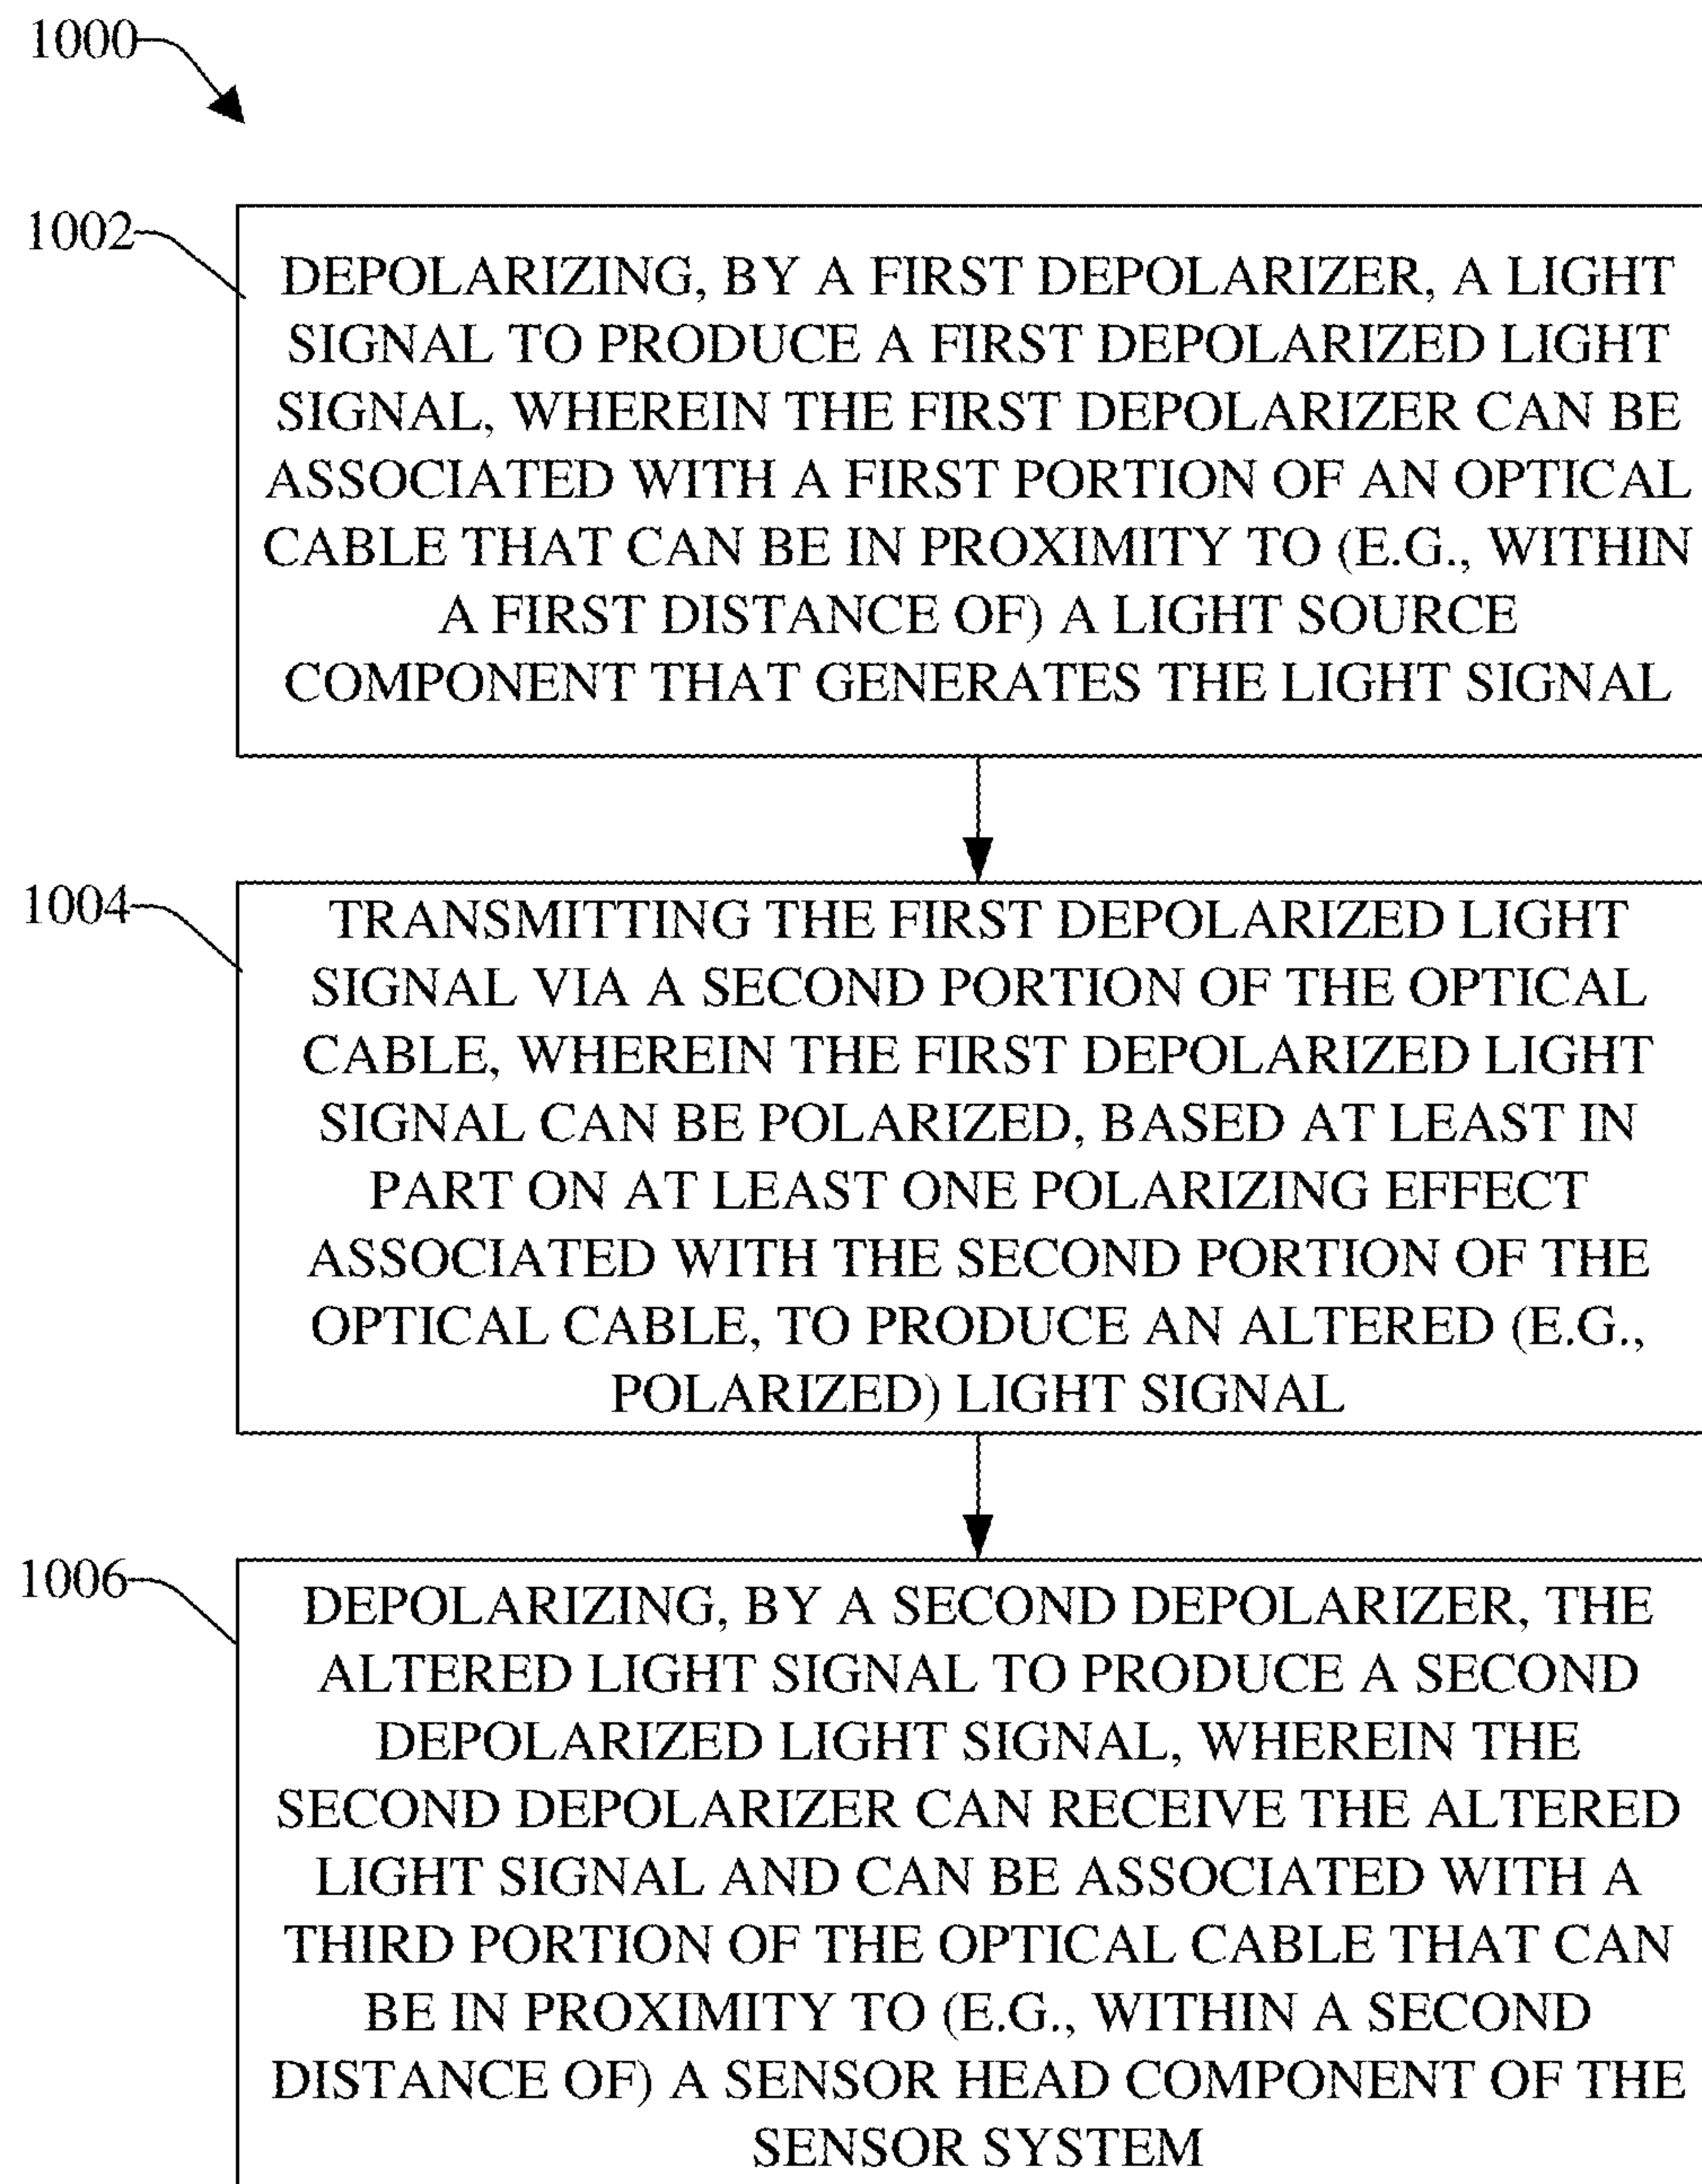 1000
1002
DEPOLARIZING, BY A FIRST DEPOLARIZER, A LIGHT
SIGNAL TO PRODUCE A FIRST DEPOLARIZED LIGHT
SIGNAL, WHEREIN THE FIRST DEPOLARIZER CAN BE
ASSOCIATED WITH A FIRST PORTION OF AN OPTICAL
CABLE THAT CAN BE IN PROXIMITY TO (E.G., WITHIN
A FIRST DISTANCE OF) A LIGHT SOURCE
COMPONENT THAT GENERATES THE LIGHT SIGNAL
1004
TRANSMITTING THE FIRST DEPOLARIZED LIGHT
SIGNAL VIA A SECOND PORTION OF THE OPTICAL
CABLE, WHEREIN THE FIRST DEPOLARIZED LIGHT
SIGNAL CAN BE POLARIZED, BASED AT LEAST IN
PART ON AT LEAST ONE POLARIZING EFFECT
ASSOCIATED WITH THE SECOND PORTION OF THE
OPTICAL CABLE, TO PRODUCE AN ALTERED (E.G.,
POLARIZED) LIGHT SIGNAL
1006
DEPOLARIZING, BY A SECOND DEPOLARIZER, THE
ALTERED LIGHT SIGNAL TO PRODUCE A SECOND
DEPOLARIZED LIGHT SIGNAL, WHEREIN THE
SECOND DEPOLARIZER CAN RECEIVE THE ALTERED
LIGHT SIGNAL AND CAN BE ASSOCIATED WITH A
THIRD PORTION OF THE OPTICAL CABLE THAT CAN
BE IN PROXIMITY TO (E.G., WITHIN A SECOND
DISTANCE OF) A SENSOR HEAD COMPONENT OF THE
SENSOR SYSTEM